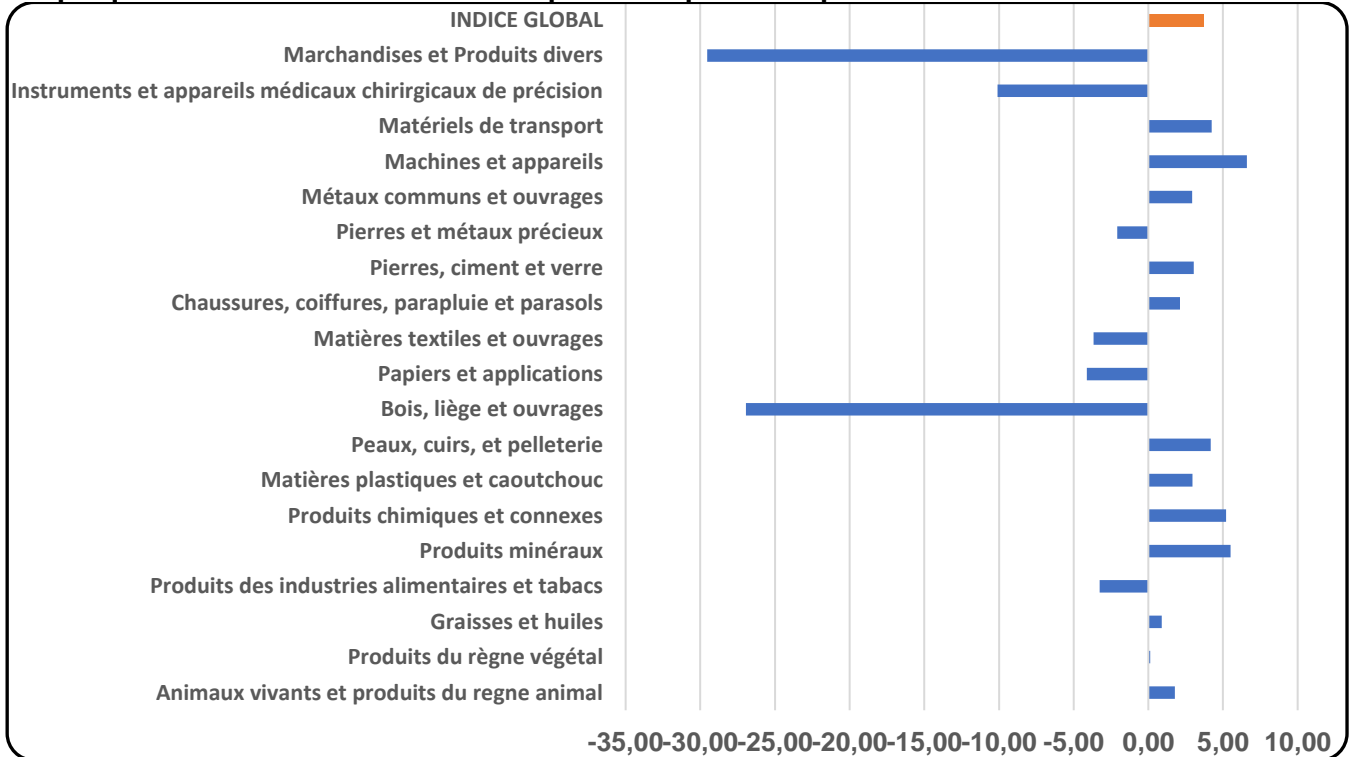 INDICE GLOBAL
Marchandises et Produits divers
Instruments et appareils médicaux chirirgicaux de précision
Matériels de transport
Machines et appareils
Métaux communs et ouvrages
Pierres et métaux précieux
Pierres, ciment et verre
Chaussures, coiffures, parapluie et parasols
Matières textiles et ouvrages
Papiers et applications
Bois, liège et ouvrages
Peaux, cuirs, et pelleterie
Matières plastiques et caoutchouc
Produits chimiques et connexes
Produits minéraux
Produits des industries alimentaires et tabacs
Graisses et huiles
Produits du règne végétal
Animaux vivants et produits du regne animal
-35,00 -30,00 -25,00 -20,00 -15,00 -10,00 -5,00 0,00 5,00 10,00